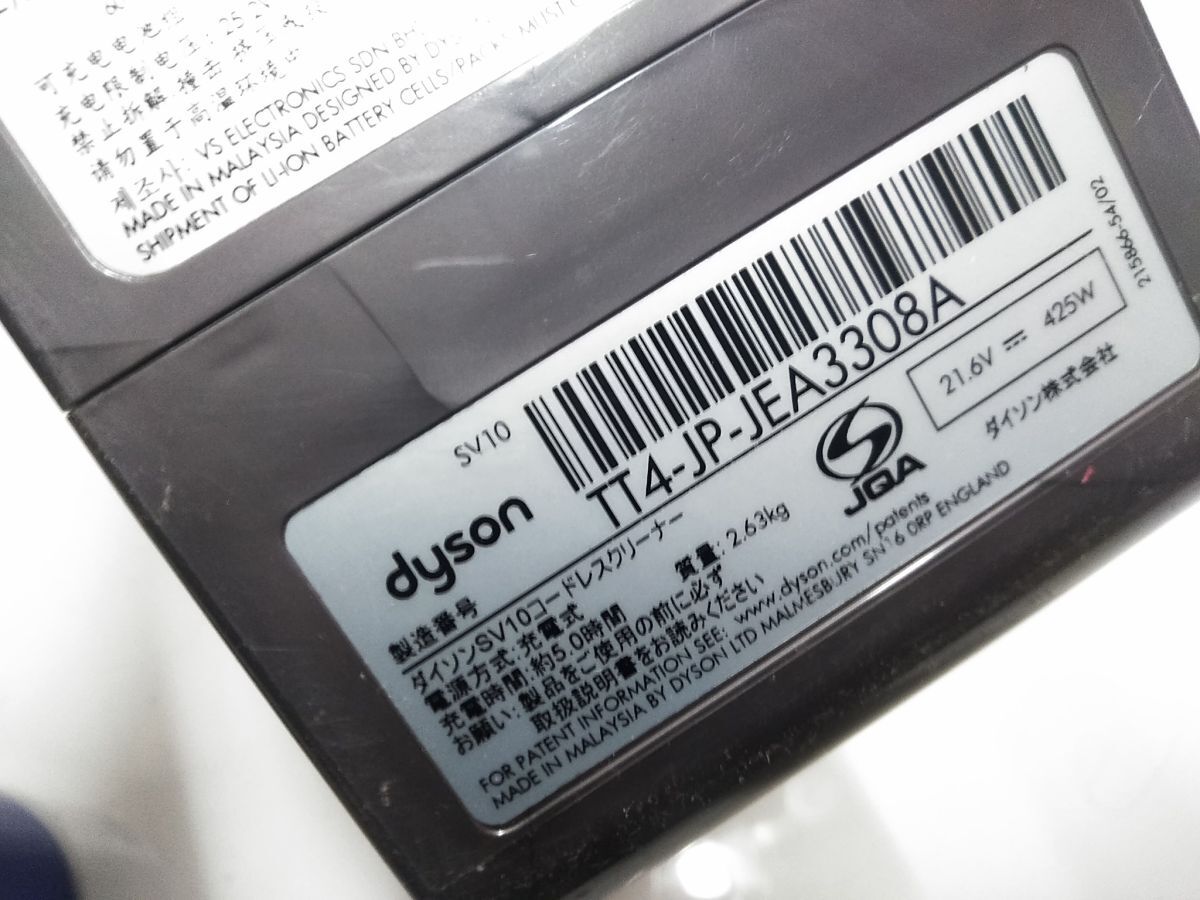 &
可充电电池组
充电限制电压: 25.2V
禁止拆解,撞击
请勿置于高温环境中
제조사: VS ELECTRONICS SDN BH
MADE IN MALAYSIA DESIGNED BY DYS
SHIPMENT OF LI-ION BATTERY CELLS/PACKS MUST
SV10
TT4-JP-JEA3308A
215866-54/02
dyson
製造番号
ダイソンSV10コードレスクリーナー
電源方式: 充電式
質量: 2.63kg
充電時間: 約5.0時間
お願い: 製品をご使用の前に必ず
取扱説明書をお読みください
JQA
21.6V ⎓ 425W
ダイソン株式会社
FOR PATENT INFORMATION SEE: www.dyson.com/patents
MADE IN MALAYSIA BY DYSON LTD MALMESBURY SN16 0RP ENGLAND